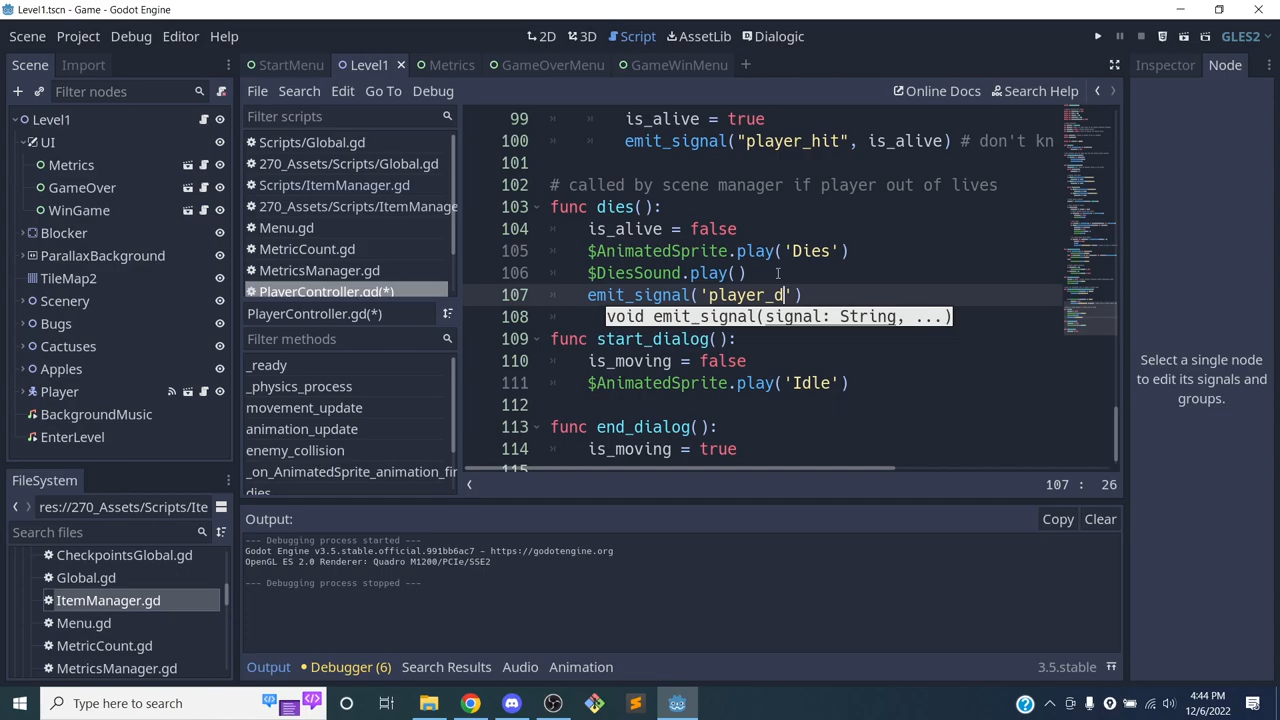 Level1.tscn - Game - Godot Engine
Scene Project Debug Editor Help
2D 3D Script AssetLib Dialogic
GLES2
Scene Import
StartMenu Level1 Metrics GameOverMenu GameWinMenu
Inspector Node
Filter nodes
File Search Edit Go To Debug
Online Docs Search Help
Level1
UI
Metrics
GameOver
WinGame
Blocker
ParallaxBackground
TileMap2
Scenery
Bugs
Cactuses
Apples
Player
BackgroundMusic
EnterLevel
Filter scripts
Scripts/Global.gd
270_Assets/Scripts/Global.gd
Scripts/ItemManager.gd
270_Assets/Scripts/ItemManage
Menu.gd
MetricCount.gd
MetricsManager.gd
PlayerController.gd(*)
PlayerController.gd(*)
Filter methods
_ready
_physics_process
movement_update
animation_update
enemy_collision
_on_AnimatedSprite_animation_fin
dies
99 is_alive = true
100 emit_signal("player_hit", is_alive) # don't kn
101
102 # called by scene manager if player out of lives
103 func dies():
104 is_alive = false
105 $AnimatedSprite.play('Dies')
106 $DiesSound.play()
107 emit_signal('player_d')
108 void emit_signal(signal: String, ...)
109 func start_dialog():
110 is_moving = false
111 $AnimatedSprite.play('Idle')
112
113 func end_dialog():
114 is_moving = true
115
107 : 26
Select a single node
to edit its signals and
groups.
FileSystem
res://270_Assets/Scripts/Ite
Search files
CheckpointsGlobal.gd
Global.gd
ItemManager.gd
Menu.gd
MetricCount.gd
MetricsManager.gd
Output:
Copy Clear
--- Debugging process started ---
Godot Engine v3.5.stable.official.991bb6ac7 - https://godotengine.org
OpenGL ES 2.0 Renderer: Quadro M1200/PCIe/SSE2
--- Debugging process stopped ---
Output Debugger (6) Search Results Audio Animation
3.5.stable
Type here to search
4:44 PM
12/6/2022